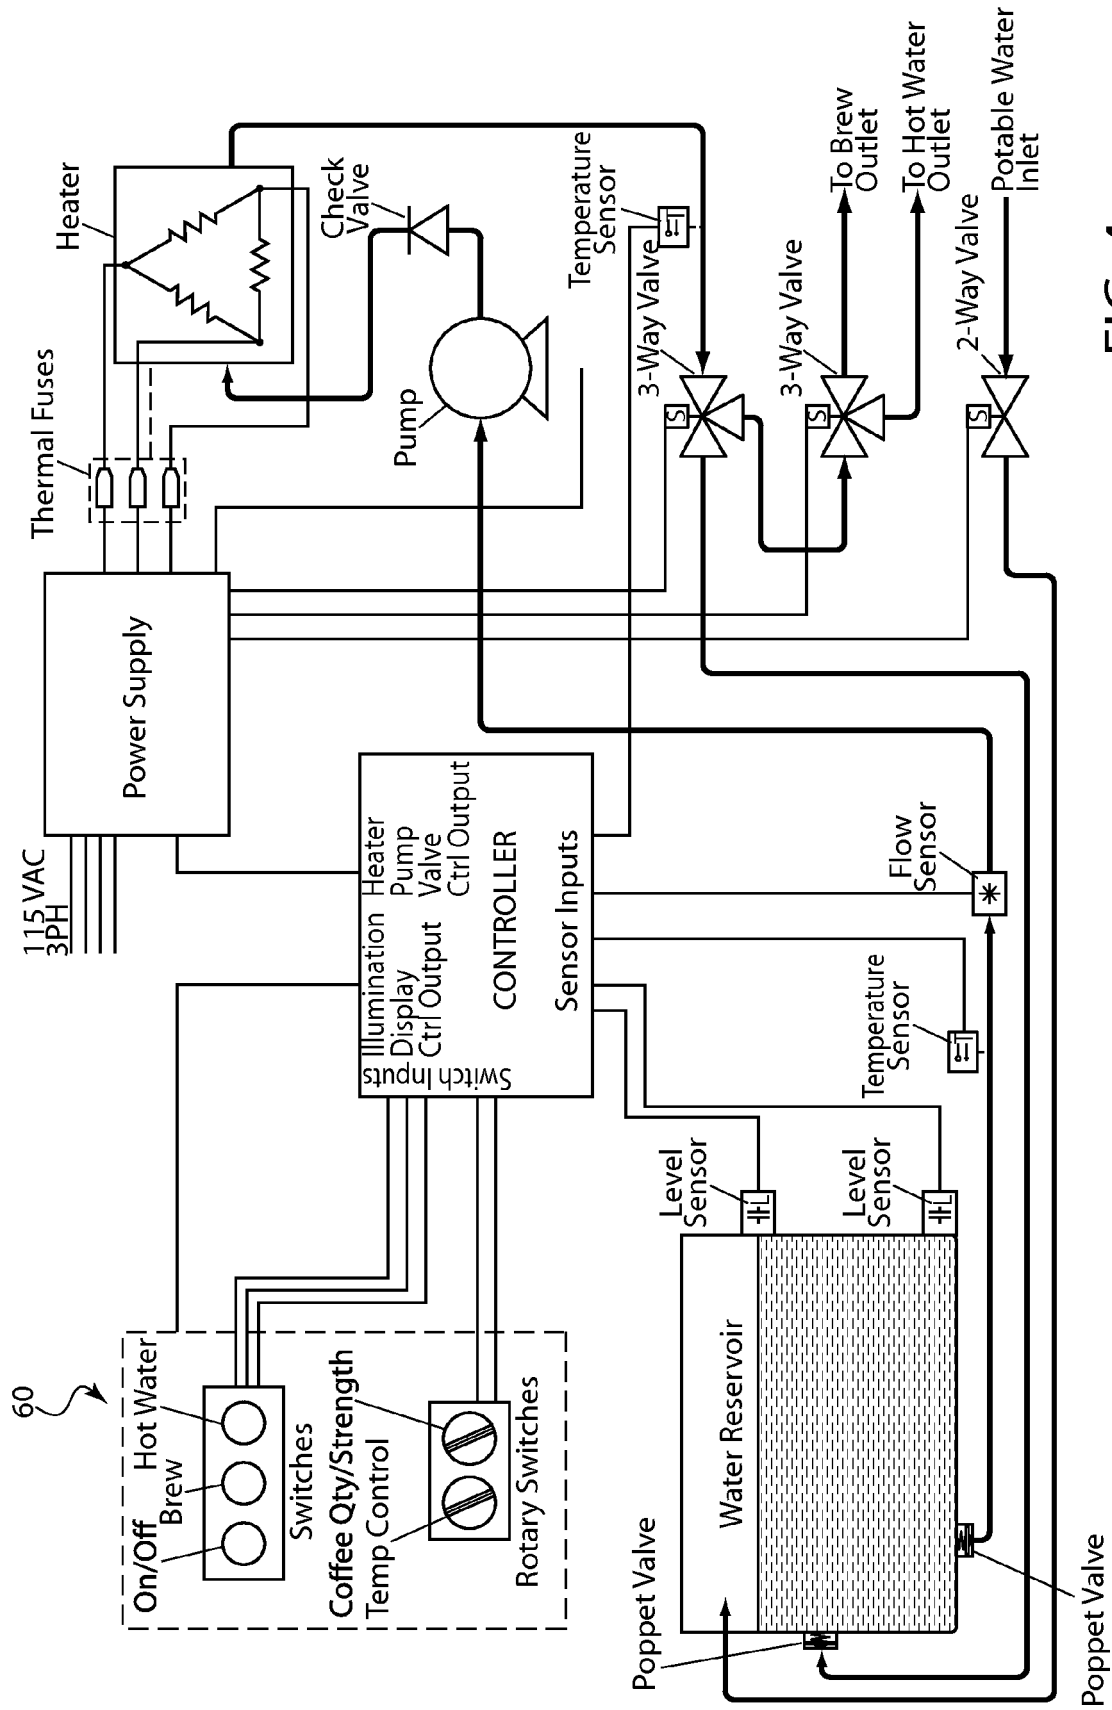 60
On/Off
Brew
Hot Water
Switches
Coffee Qty/Strength
Temp Control
Rotary Switches
115 VAC
3PH
Power Supply
Thermal Fuses
Heater
Check
Valve
Pump
Illumination
Display
Ctrl Output
Heater
Pump
Valve
Ctrl Output
Switch Inputs
CONTROLLER
Sensor Inputs
Temperature
Sensor
3-Way Valve
S
3-Way Valve
S
To Brew
Outlet
To Hot Water
Outlet
2-Way Valve
S
Potable Water
Inlet
Level
Sensor
L
Level
Sensor
L
Temperature
Sensor
Flow
Sensor
Water Reservoir
Poppet Valve
Poppet Valve